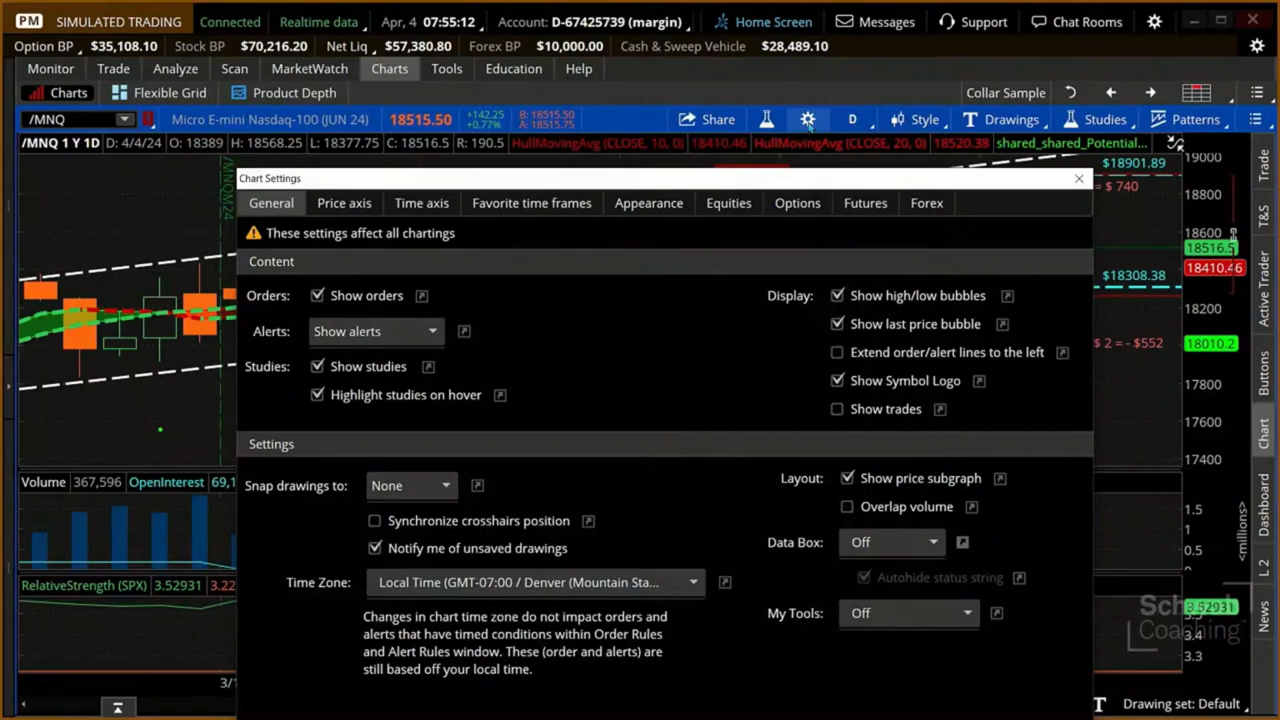 PM SIMULATED TRADING Connected Realtime data Apr, 4 07:55:12 Account: D-67425739 (margin) Home Screen Messages Support Chat Rooms
Option BP $35,108.10 Stock BP $70,216.20 Net Liq $57,380.80 Forex BP $10,000.00 Cash & Sweep Vehicle $28,489.10
Monitor Trade Analyze Scan MarketWatch Charts Tools Education Help
Charts Flexible Grid Product Depth Collar Sample
/MNQ Micro E-mini Nasdaq-100 (JUN 24) 18515.50 +142.25 B: 18515.50 Share D Style Drawings Studies Patterns
+0.77% A: 18515.75
/MNQ 1 Y 1D D: 4/4/24 O: 18389 H: 18568.25 L: 18377.75 C: 18516.5 R: 190.5 HullMovingAvg (CLOSE, 10, 0) 18410.46 HullMovingAvg (CLOSE, 20, 0) 18520.38 shared_shared_Potential...
/MNQM24
19000
$18901.89
= $ 740
18800
18600
18516.5
18410.46
$18308.38
18200
$ 2 = - $552
18010.2
17800
17600
17400
Chart Settings
General Price axis Time axis Favorite time frames Appearance Equities Options Futures Forex
These settings affect all chartings
Content
Orders: Show orders
Alerts: Show alerts
Studies: Show studies
Highlight studies on hover
Display: Show high/low bubbles
Show last price bubble
Extend order/alert lines to the left
Show Symbol Logo
Show trades
Settings
Snap drawings to: None
Synchronize crosshairs position
Notify me of unsaved drawings
Time Zone: Local Time (GMT-07:00 / Denver (Mountain Sta...
Changes in chart time zone do not impact orders and
alerts that have timed conditions within Order Rules
and Alert Rules window. These (order and alerts) are
still based off your local time.
Layout: Show price subgraph
Overlap volume
Data Box: Off
Autohide status string
My Tools: Off
Volume 367,596 OpenInterest 69,1
1.5
1
0.5
<millions>
RelativeStrength (SPX) 3.52931 3.22
3.52931
3.4
3.3
3/1
Coaching
Trade
T&S
Active Trader
Buttons
Chart
Dashboard
L 2
News
T Drawing set: Default